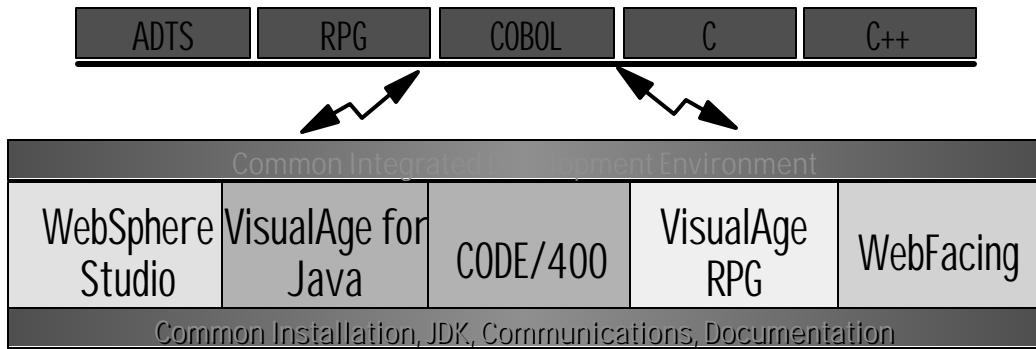 ADTS RPG COBOL C C++
Common Integrated Development Environment
WebSphere Studio
VisualAge for Java
CODE/400
VisualAge RPG
WebFacing
Common Installation, JDK, Communications, Documentation